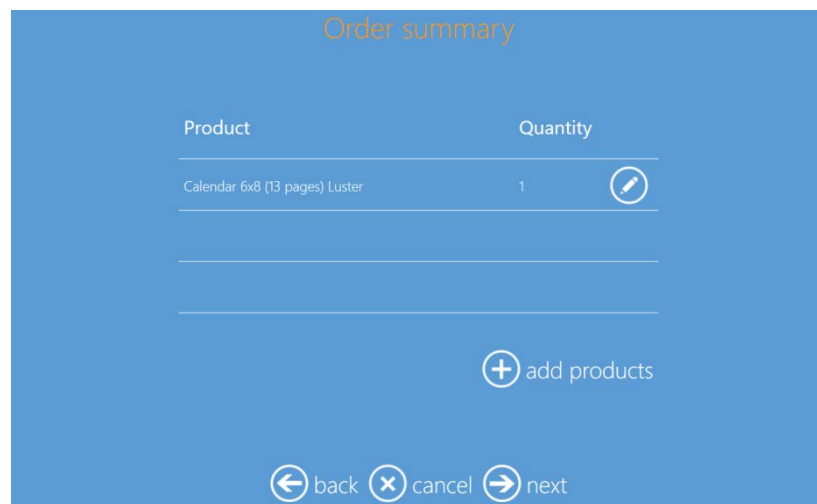 Order summary
Product Quantity
Calendar 6x8 (13 pages) Luster 1
add products
back cancel next